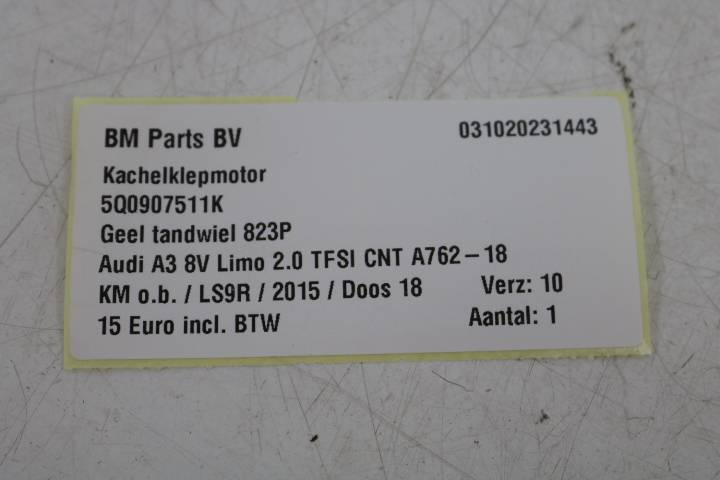 BM Parts BV 031020231443
Kachelklepmotor
5Q0907511K
Geel tandwiel 823P
Audi A3 8V Limo 2.0 TFSI CNT A762-18
KM o.b. / LS9R / 2015 / Doos 18 Verz: 10
15 Euro incl. BTW Aantal: 1